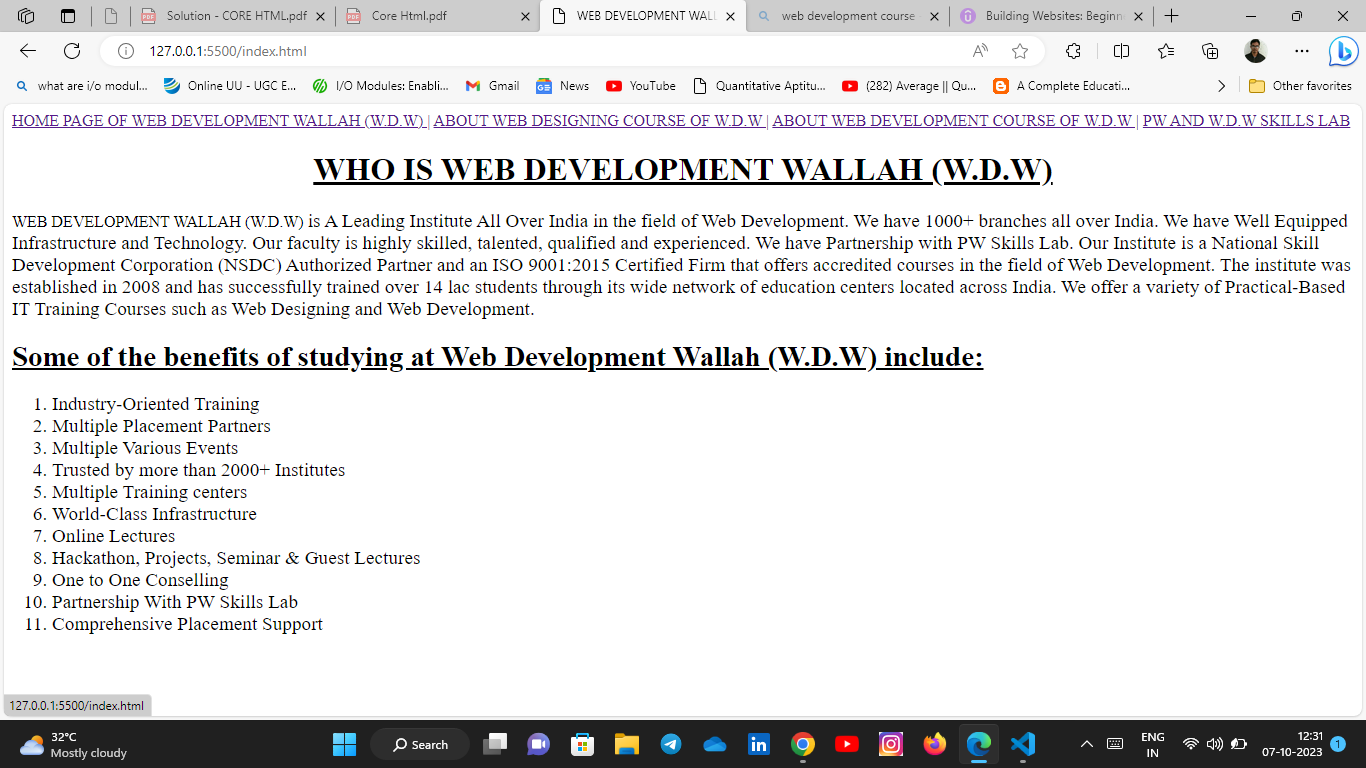 Solution - CORE HTML.pdf
Core Html.pdf
WEB DEVELOPMENT WALL
web development course
Building Websites: Beginn
127.0.0.1:5500/index.html
what are i/o modul...
Online UU - UGC E...
I/O Modules: Enabli...
Gmail
News
YouTube
Quantitative Aptitu...
(282) Average || Qu...
A Complete Educati...
Other favorites
HOME PAGE OF WEB DEVELOPMENT WALLAH (W.D.W) | ABOUT WEB DESIGNING COURSE OF W.D.W | ABOUT WEB DEVELOPMENT COURSE OF W.D.W | PW AND W.D.W SKILLS LAB
WHO IS WEB DEVELOPMENT WALLAH (W.D.W)
WEB DEVELOPMENT WALLAH (W.D.W) is A Leading Institute All Over India in the field of Web Development. We have 1000+ branches all over India. We have Well Equipped
Infrastructure and Technology. Our faculty is highly skilled, talented, qualified and experienced. We have Partnership with PW Skills Lab. Our Institute is a National Skill
Development Corporation (NSDC) Authorized Partner and an ISO 9001:2015 Certified Firm that offers accredited courses in the field of Web Development. The institute was
established in 2008 and has successfully trained over 14 lac students through its wide network of education centers located across India. We offer a variety of Practical-Based
IT Training Courses such as Web Designing and Web Development.
Some of the benefits of studying at Web Development Wallah (W.D.W) include:
1. Industry-Oriented Training
2. Multiple Placement Partners
3. Multiple Various Events
4. Trusted by more than 2000+ Institutes
5. Multiple Training centers
6. World-Class Infrastructure
7. Online Lectures
8. Hackathon, Projects, Seminar & Guest Lectures
9. One to One Conselling
10. Partnership With PW Skills Lab
11. Comprehensive Placement Support
127.0.0.1:5500/index.html
32°C
Mostly cloudy
Search
ENG
IN
12:31
07-10-2023
1